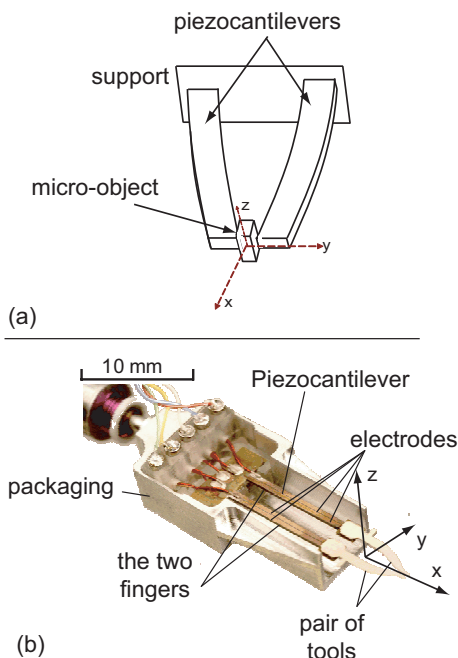 piezocantilevers
support
micro-object
z
y
x
(a)
10 mm
Piezocantilever
electrodes
packaging
z
y
x
the two
fingers
pair of
tools
(b)